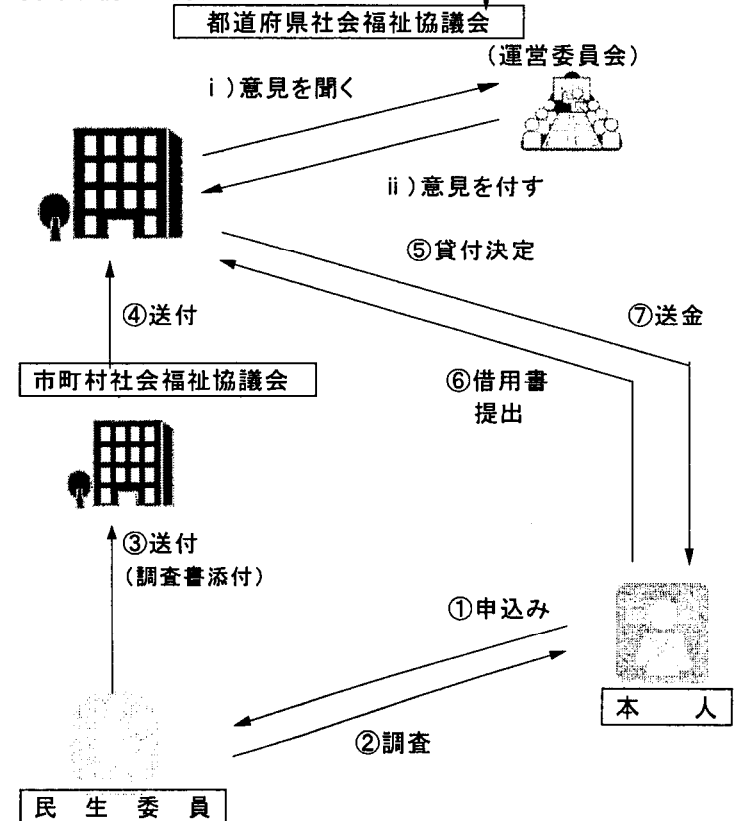 都道府県社会福祉協議会
（運営委員会）
ⅰ）意見を聞く
ⅱ）意見を付す
⑤貸付決定
④送付
⑦送金
市町村社会福祉協議会
⑥借用書
提出
③送付
（調査書添付）
①申込み
本　人
②調査
民生委員